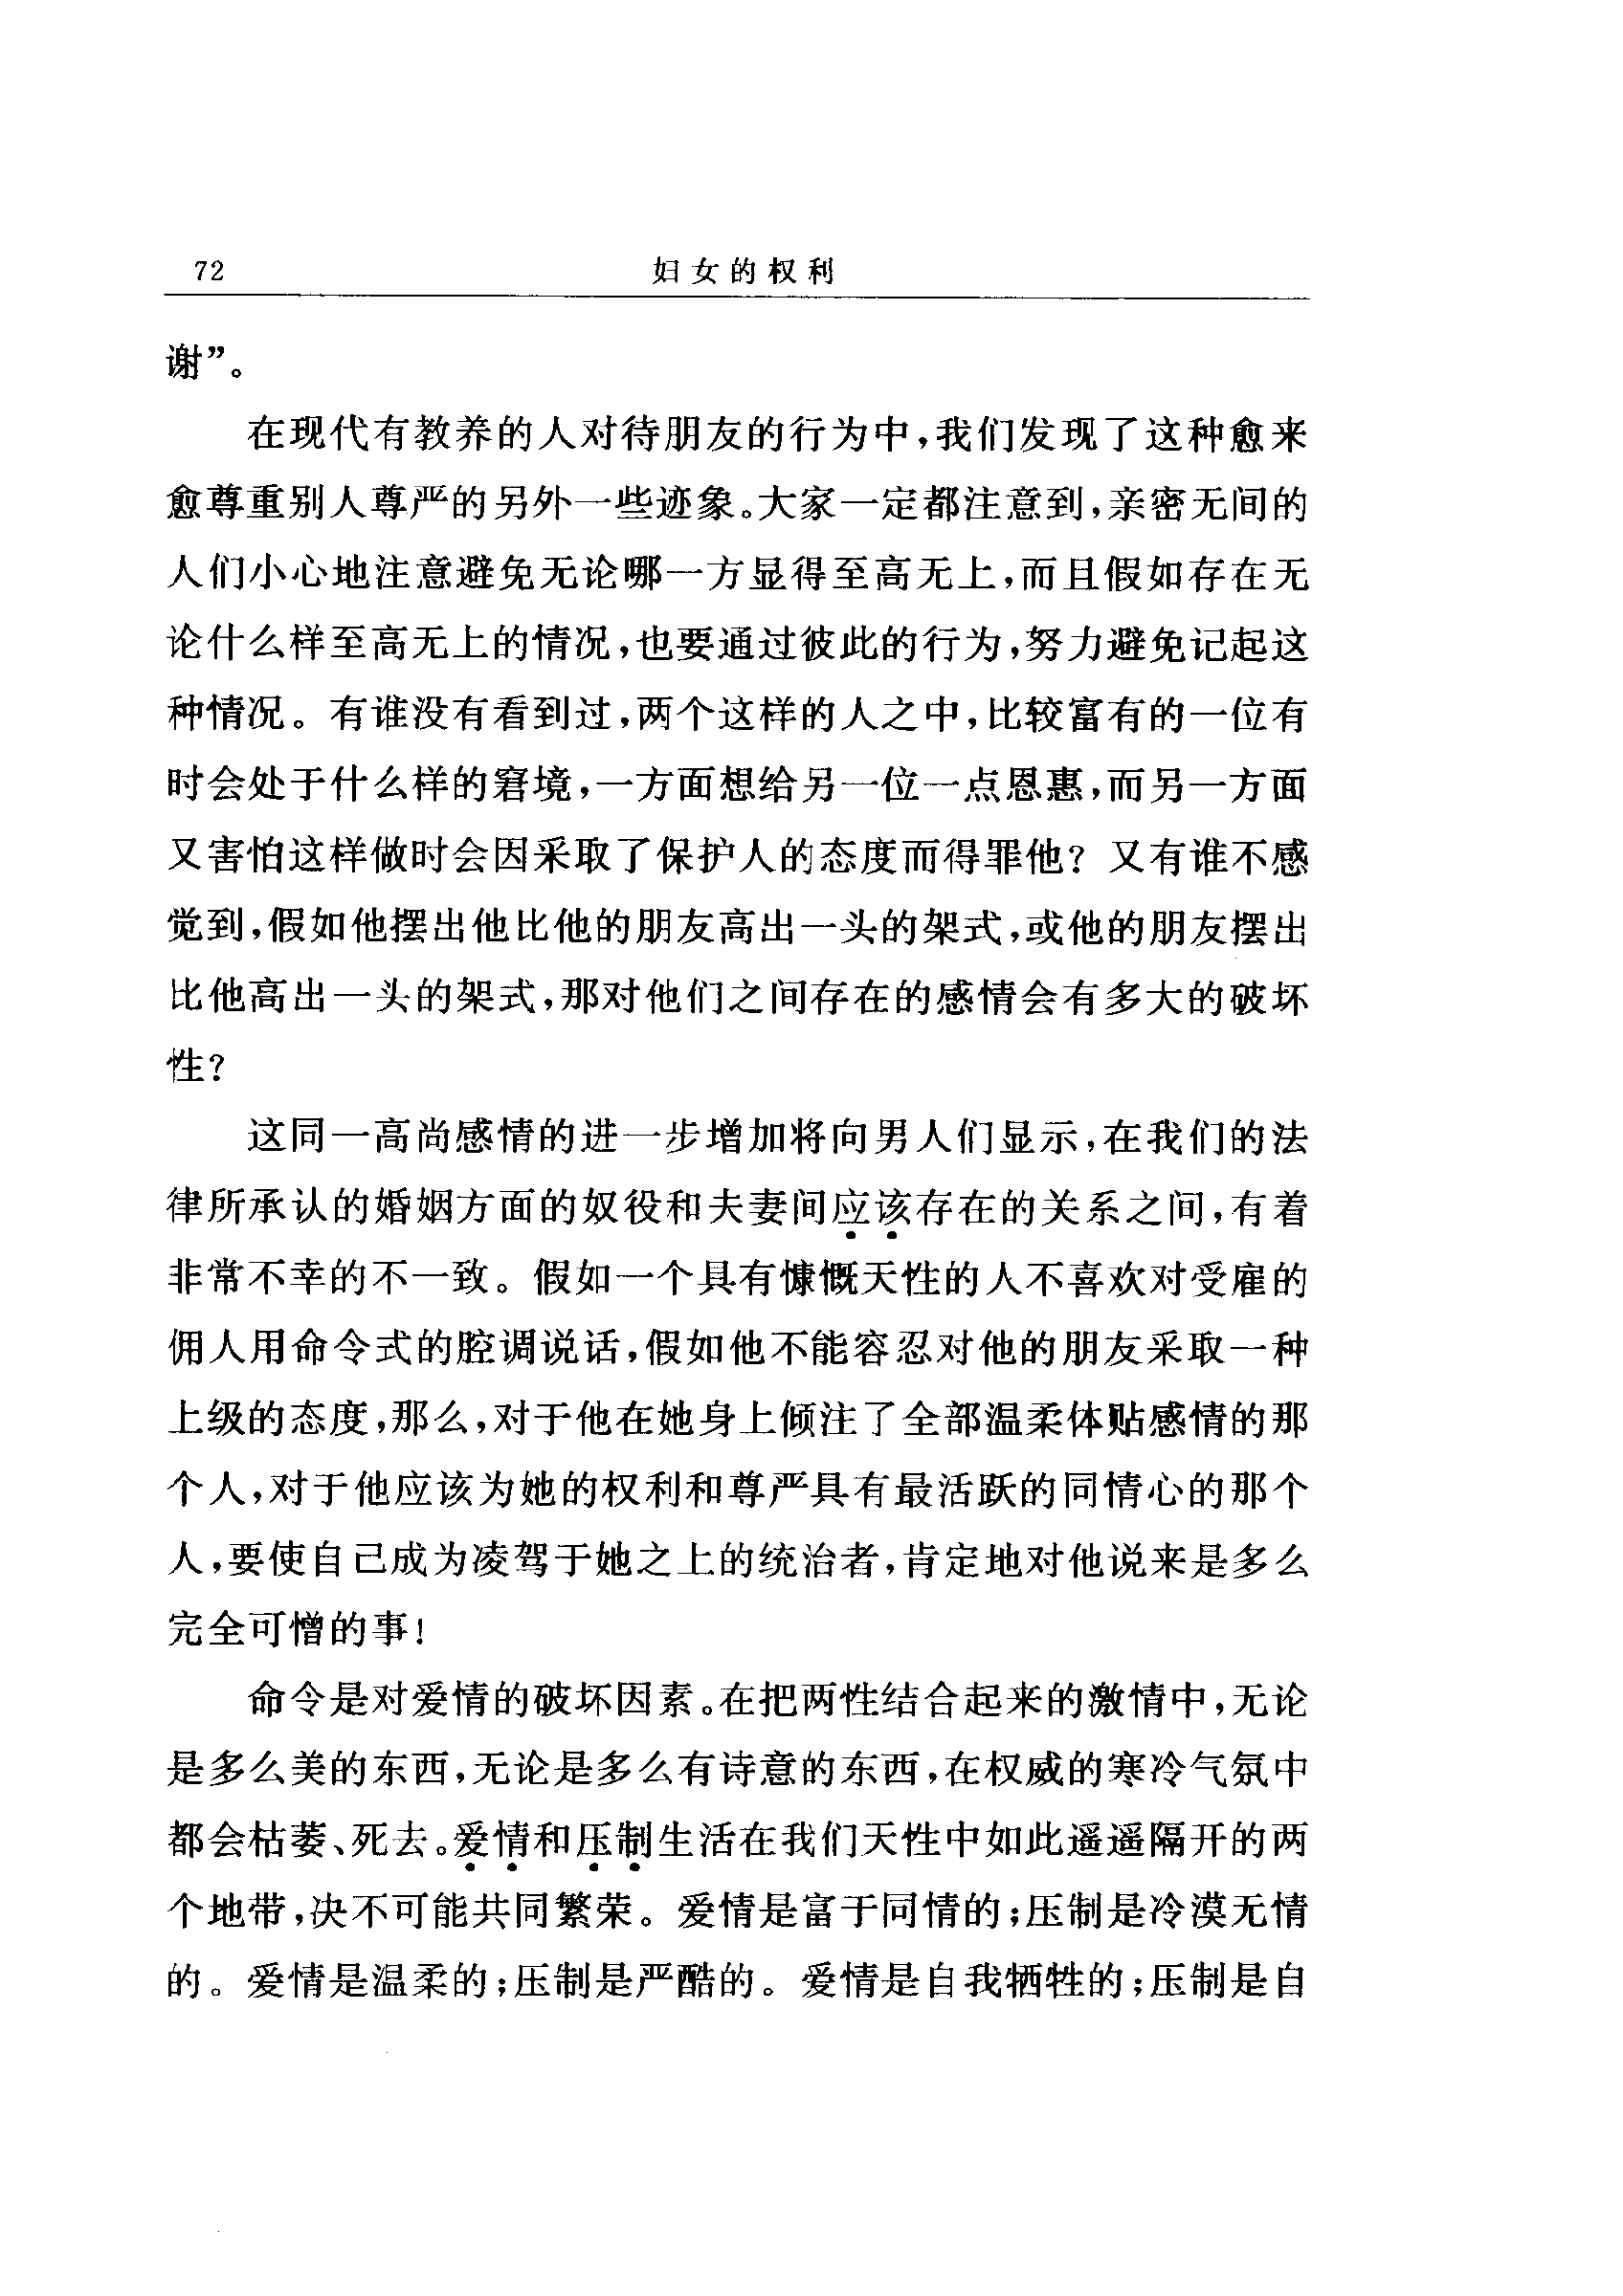 72 妇女的权利
谢”。
在现代有教养的人对待朋友的行为中，我们发现了这种愈来
愈尊重别人尊严的另外一些迹象。大家一定都注意到，亲密无间的
人们小心地注意避免无论哪一方显得至高无上，而且假如存在无
论什么样至高无上的情况，也要通过彼此的行为，努力避免记起这
种情况。有谁没有看到过，两个这样的人之中，比较富有的一位有
时会处于什么样的窘境，一方面想给另一位一点恩惠，而另一方面
又害怕这样做时会因采取了保护人的态度而得罪他？又有谁不感
觉到，假如他摆出他比他的朋友高出一头的架式，或他的朋友摆出
比他高出一头的架式，那对他们之间存在的感情会有多大的破坏
性？
这同一高尚感情的进一步增加将向男人们显示，在我们的法
律所承认的婚姻方面的奴役和夫妻间应该存在的关系之间，有着
非常不幸的不一致。假如一个具有慷慨天性的人不喜欢对受雇的
佣人用命令式的腔调说话，假如他不能容忍对他的朋友采取一种
上级的态度，那么，对于他在她身上倾注了全部温柔体贴感情的那
个人，对于他应该为她的权利和尊严具有最活跃的同情心的那个
人，要使自己成为凌驾于她之上的统治者，肯定地对他说来是多么
完全可憎的事！
命令是对爱情的破坏因素。在把两性结合起来的激情中，无论
是多么美的东西，无论是多么有诗意的东西，在权威的寒冷气氛中
都会枯萎、死去。爱情和压制生活在我们天性中如此遥遥隔开的两
个地带，决不可能共同繁荣。爱情是富于同情的；压制是冷漠无情
的。爱情是温柔的；压制是严酷的。爱情是自我牺牲的；压制是自